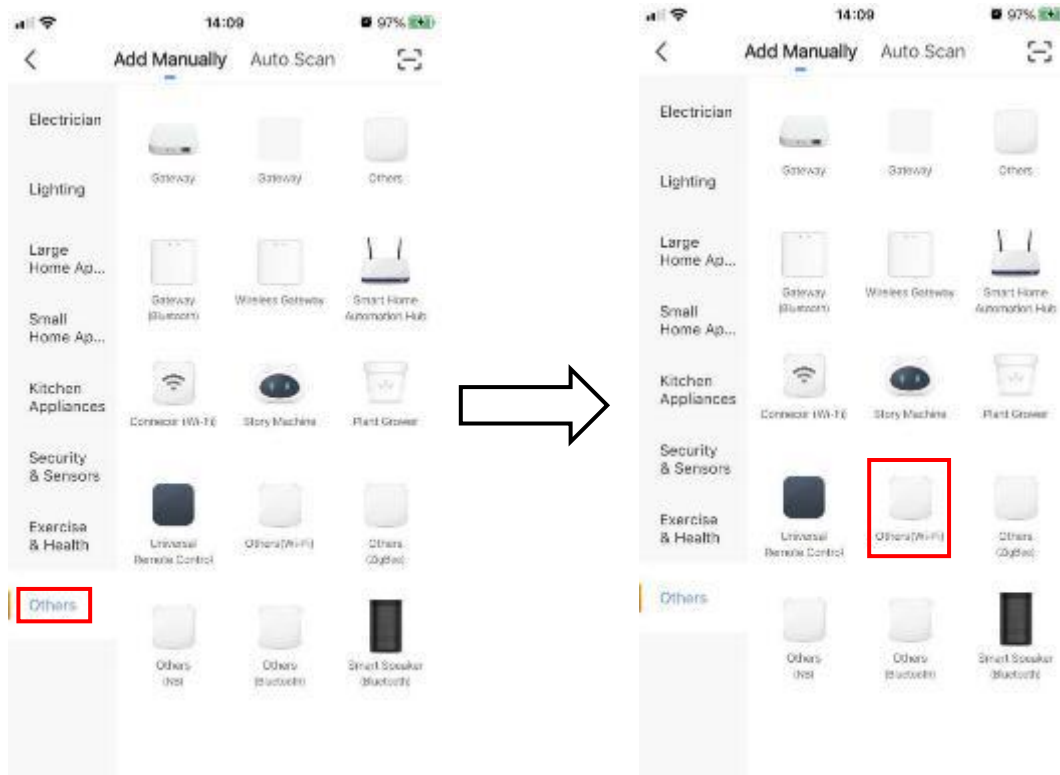 14:09
97%
Add Manually
Auto Scan
Electrician
Lighting
Large
Home Ap...
Small
Home Ap...
Kitchen
Appliances
Security
& Sensors
Exercise
& Health
Others
Gateway
Gateway
Others
Gateway
(Bluetooth)
Wireless Gateway
Smart Home
Automation Hub
Connector (Wi-Fi)
Story Machine
Plant Grower
Universal
Remote Control
Others(Wi-Fi)
Others
(ZigBee)
Others
(NB)
Others
(Bluetooth)
Smart Speaker
(Bluetooth)
14:09
97%
Add Manually
Auto Scan
Electrician
Lighting
Large
Home Ap...
Small
Home Ap...
Kitchen
Appliances
Security
& Sensors
Exercise
& Health
Others
Gateway
Gateway
Others
Gateway
(Bluetooth)
Wireless Gateway
Smart Home
Automation Hub
Connector (Wi-Fi)
Story Machine
Plant Grower
Universal
Remote Control
Others(Wi-Fi)
Others
(ZigBee)
Others
(NB)
Others
(Bluetooth)
Smart Speaker
(Bluetooth)